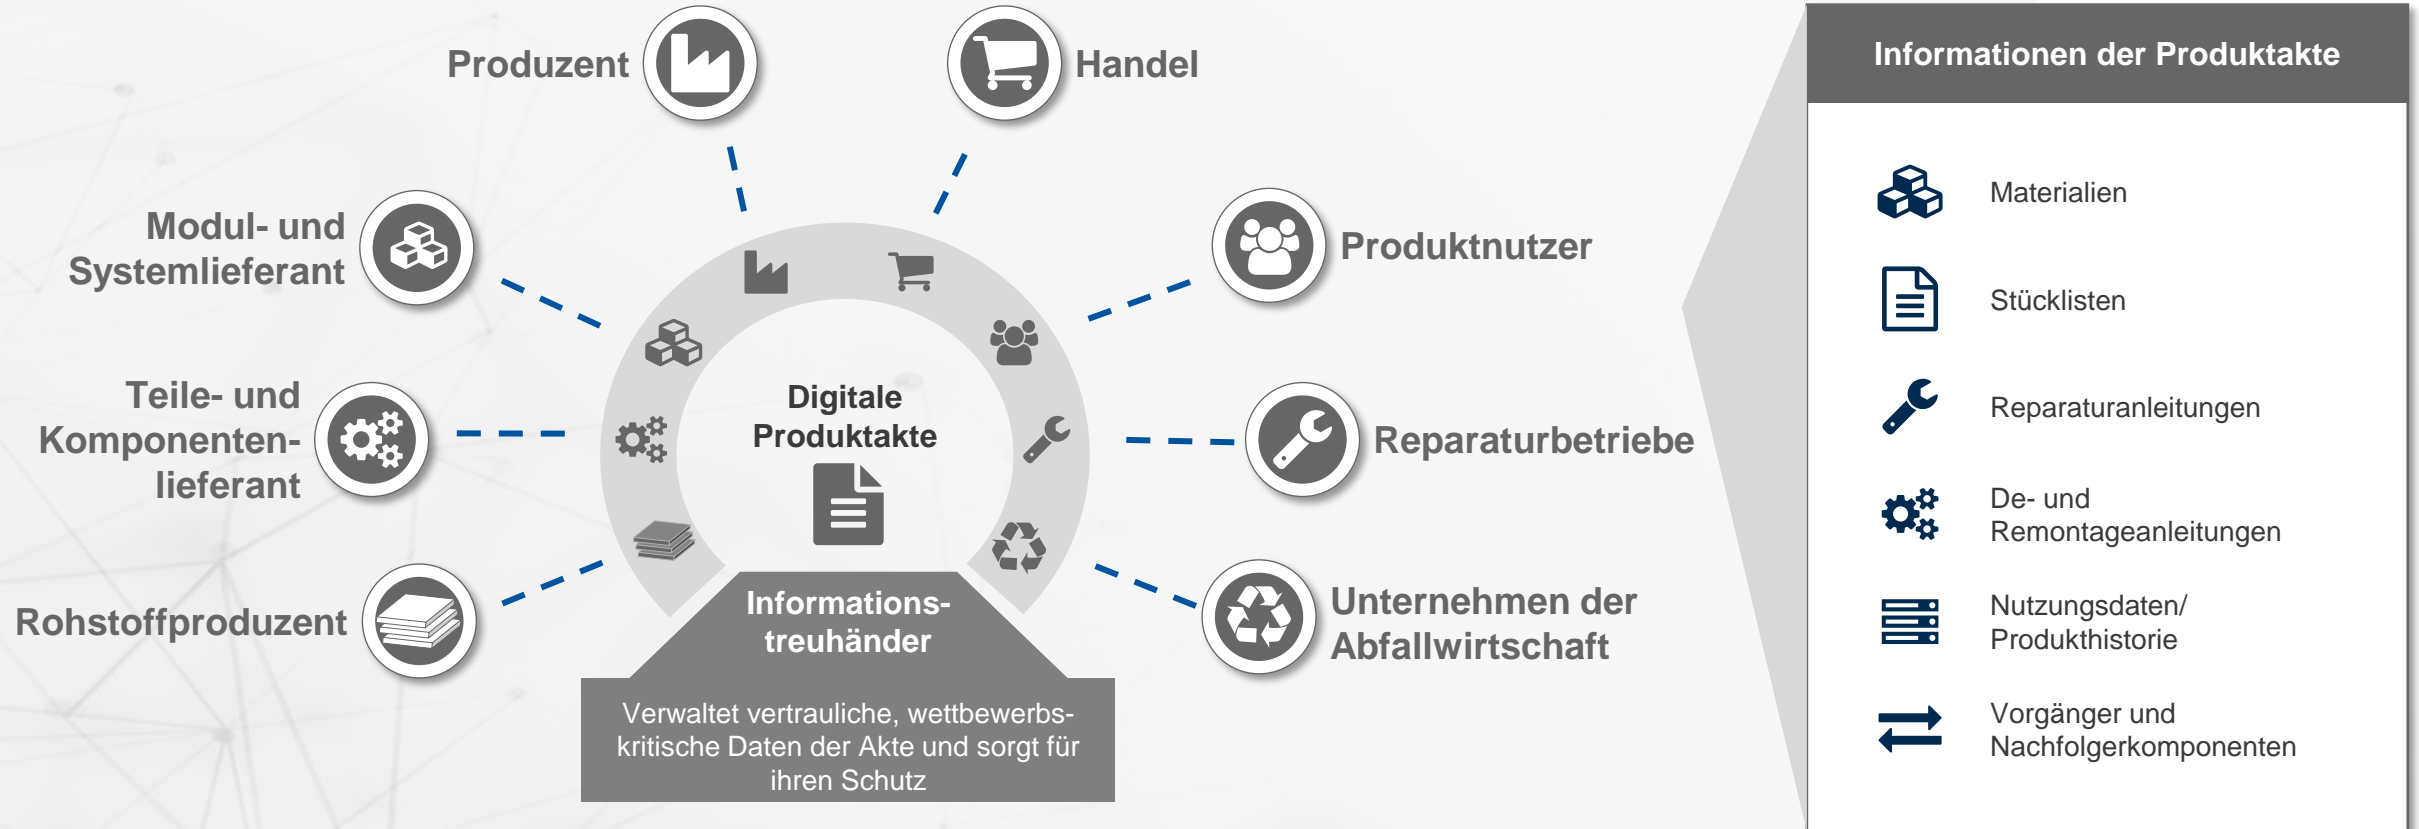 Produzent
Handel
Modul- und
Systemlieferant
Produktnutzer
Teile- und
Komponenten-
lieferant
Digitale
Produktakte
Reparaturbetriebe
Rohstoffproduzent
Informations-
treuhänder
Unternehmen der
Abfallwirtschaft
Verwaltet vertrauliche, wettbewerbs-
kritische Daten der Akte und sorgt für
ihren Schutz
Informationen der Produktakte
Materialien
Stücklisten
Reparaturanleitungen
De- und
Remontageanleitungen
Nutzungsdaten/
Produkthistorie
Vorgänger und
Nachfolgerkomponenten